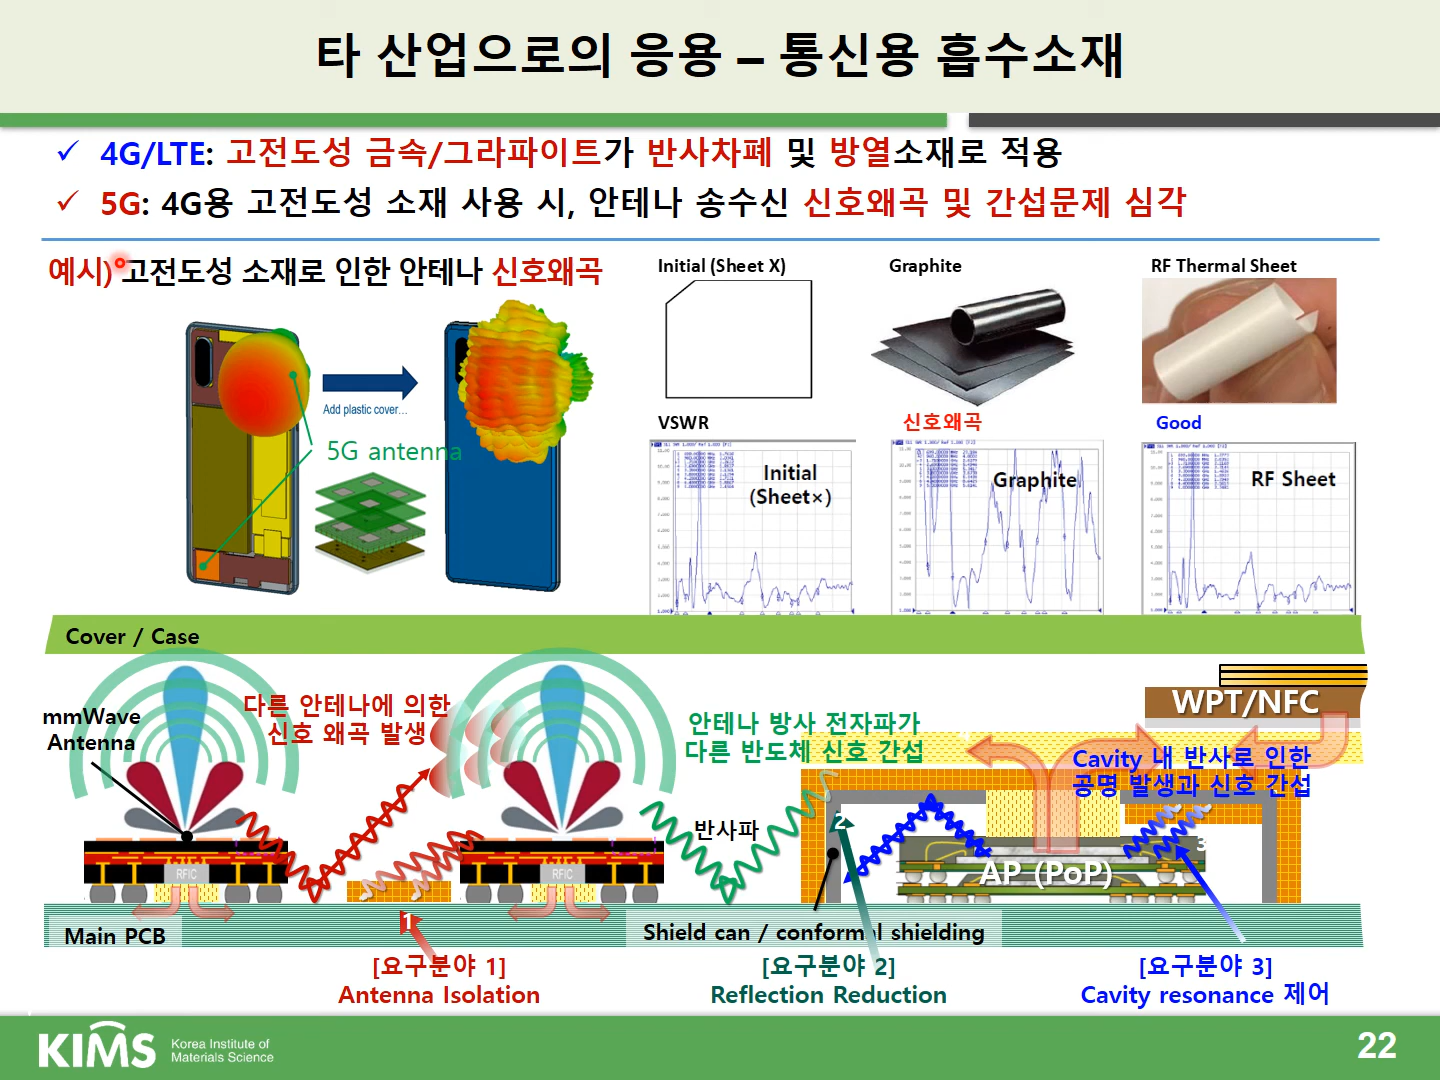 타 산업으로의 응용 – 통신용 흡수소재
✓ 4G/LTE: 고전도성 금속/그라파이트가 반사차폐 및 방열소재로 적용
✓ 5G: 4G용 고전도성 소재 사용 시, 안테나 송수신 신호왜곡 및 간섭문제 심각
예시) 고전도성 소재로 인한 안테나 신호왜곡
Initial (Sheet X)
Graphite
RF Thermal Sheet
Add plastic cover...
5G antenna
VSWR
신호왜곡
Good
Initial
(Sheet×)
Graphite
RF Sheet
Cover / Case
mmWave
Antenna
다른 안테나에 의한
신호 왜곡 발생
안테나 방사 전자파가
다른 반도체 신호 간섭
WPT/NFC
Cavity 내 반사로 인한
공명 발생과 신호 간섭
반사파
RFIC
RFIC
AP (PoP)
1
2
3
Main PCB
Shield can / conformal shielding
[요구분야 1]
Antenna Isolation
[요구분야 2]
Reflection Reduction
[요구분야 3]
Cavity resonance 제어
KIMS
Korea Institute of
Materials Science
22